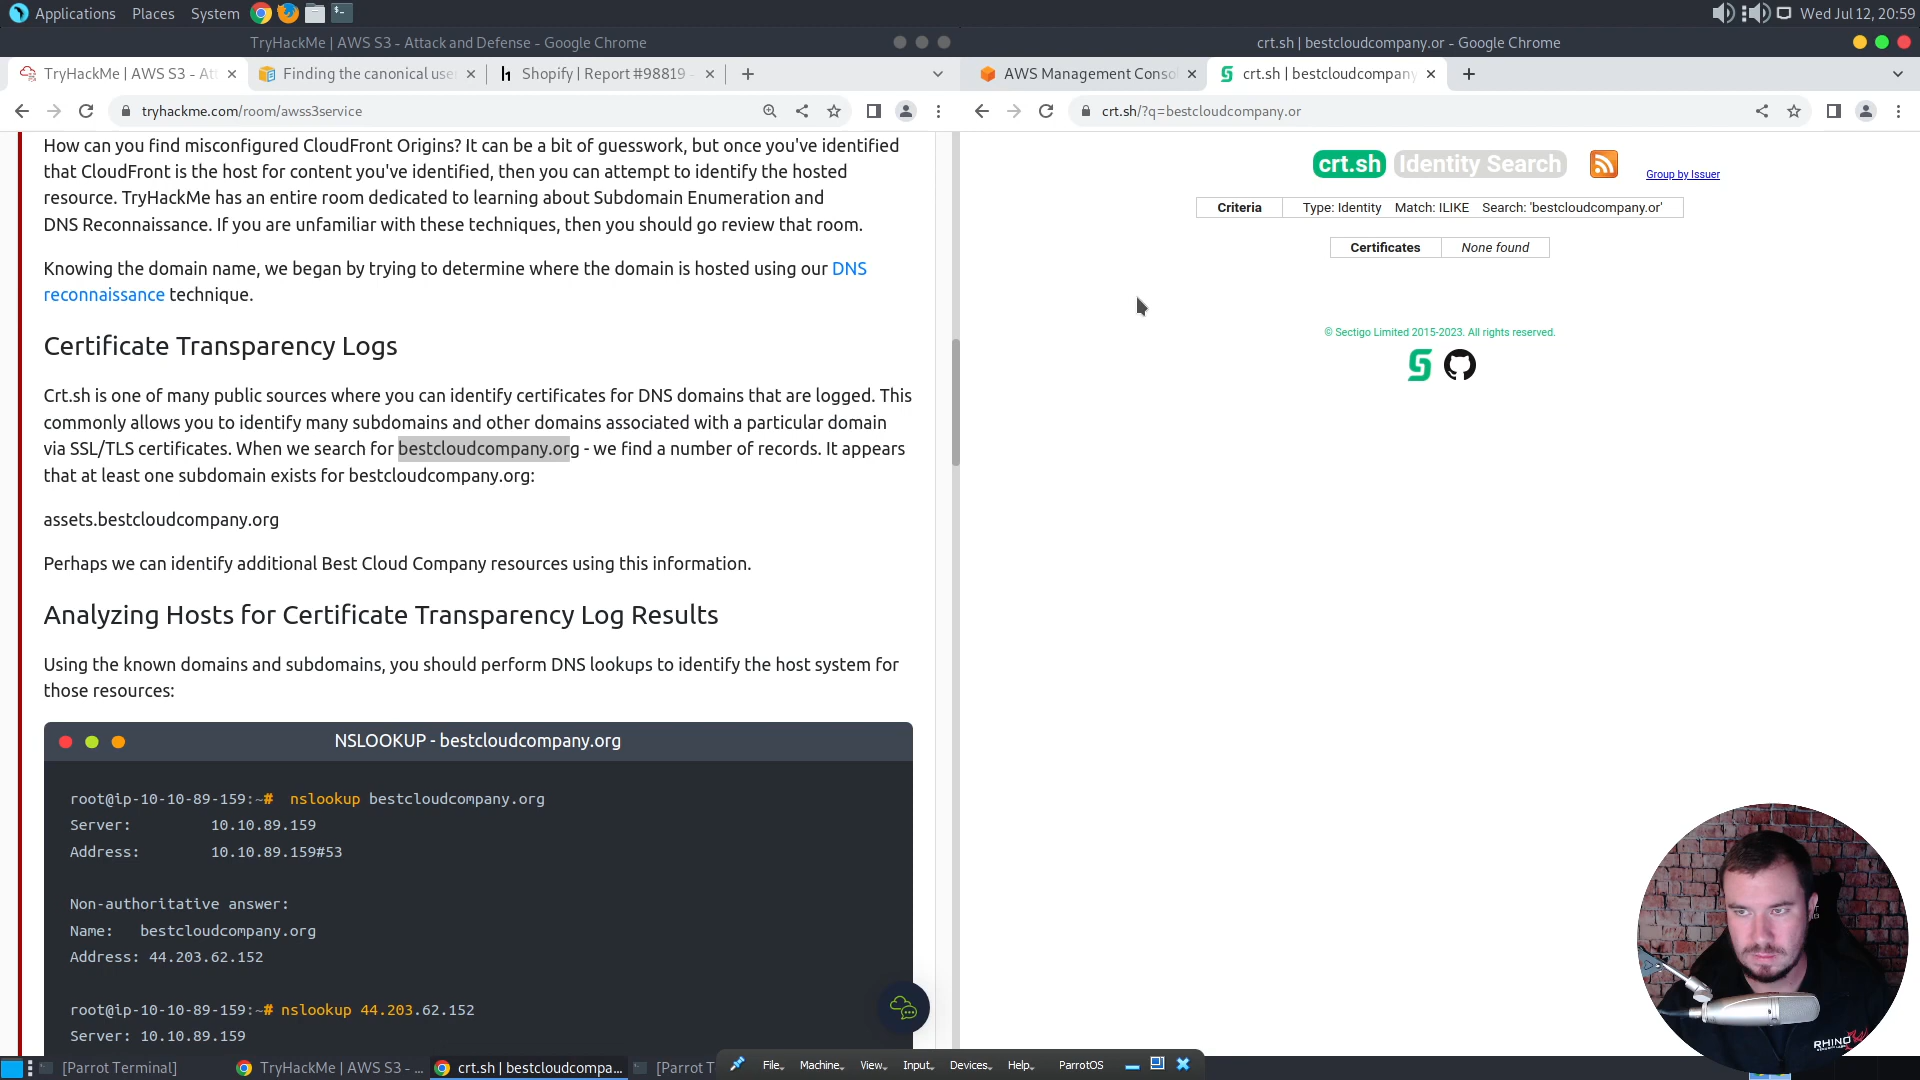 Applications Places System
Wed Jul 12, 20:59
TryHackMe | AWS S3 - Attack and Defense - Google Chrome
TryHackMe | AWS S3 - Att
Finding the canonical use
Shopify | Report #98819 -
tryhackme.com/room/awss3service
How can you find misconfigured CloudFront Origins? It can be a bit of guesswork, but once you've identified
that CloudFront is the host for content you've identified, then you can attempt to identify the hosted
resource. TryHackMe has an entire room dedicated to learning about Subdomain Enumeration and
DNS Reconnaissance. If you are unfamiliar with these techniques, then you should go review that room.
Knowing the domain name, we began by trying to determine where the domain is hosted using our DNS
reconnaissance technique.
Certificate Transparency Logs
Crt.sh is one of many public sources where you can identify certificates for DNS domains that are logged. This
commonly allows you to identify many subdomains and other domains associated with a particular domain
via SSL/TLS certificates. When we search for bestcloudcompany.org - we find a number of records. It appears
that at least one subdomain exists for bestcloudcompany.org:
assets.bestcloudcompany.org
Perhaps we can identify additional Best Cloud Company resources using this information.
Analyzing Hosts for Certificate Transparency Log Results
Using the known domains and subdomains, you should perform DNS lookups to identify the host system for
those resources:
NSLOOKUP - bestcloudcompany.org
root@ip-10-10-89-159:~# nslookup bestcloudcompany.org
Server: 10.10.89.159
Address: 10.10.89.159#53
Non-authoritative answer:
Name: bestcloudcompany.org
Address: 44.203.62.152
root@ip-10-10-89-159:~# nslookup 44.203.62.152
Server: 10.10.89.159
crt.sh | bestcloudcompany.or - Google Chrome
AWS Management Conso
crt.sh | bestcloudcompany
crt.sh/?q=bestcloudcompany.or
crt.sh Identity Search
Group by Issuer
Criteria Type: Identity Match: ILIKE Search: 'bestcloudcompany.or'
Certificates None found
© Sectigo Limited 2015-2023. All rights reserved.
RHINO
[Parrot Terminal]
TryHackMe | AWS S3 - ...
crt.sh | bestcloudcompa...
[Parrot T
File
Machine
View
Input
Devices
Help
ParrotOS